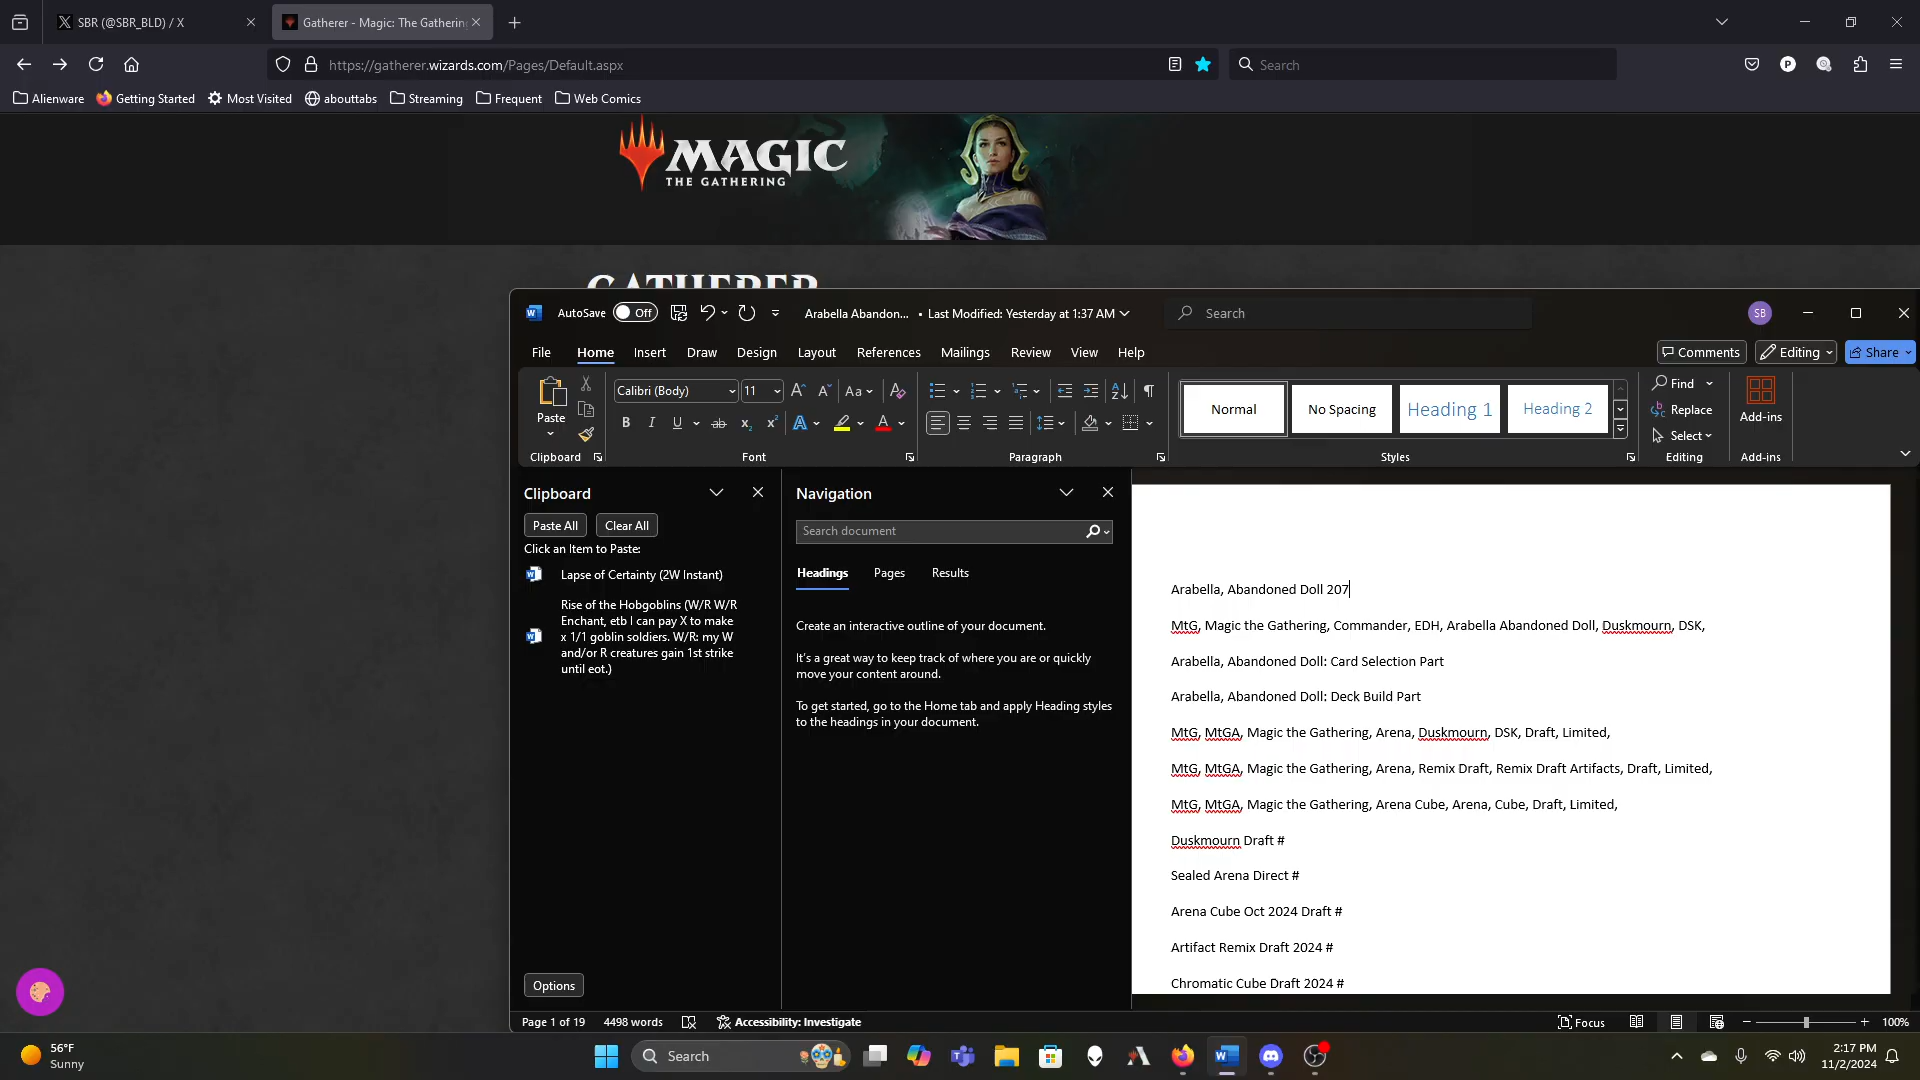 SBR (@SBR_BLD) / X
Gatherer - Magic: The Gathering
https://gatherer.wizards.com/Pages/Default.aspx
Search
Alienware
Getting Started
Most Visited
abouttabs
Streaming
Frequent
Web Comics
MAGIC
THE GATHERING
GATHERER
AutoSave
Off
Arabella Abandon... • Last Modified: Yesterday at 1:37 AM
Search
SB
File
Home
Insert
Draw
Design
Layout
References
Mailings
Review
View
Help
Comments
Editing
Share
Paste
Clipboard
Calibri (Body)
11
Font
Paragraph
Normal
No Spacing
Heading 1
Heading 2
Styles
Find
Replace
Select
Editing
Add-ins
Add-ins
Clipboard
Paste All
Clear All
Click an Item to Paste:
Lapse of Certainty (2W Instant)
Rise of the Hobgoblins (W/R W/R
Enchant, etb I can pay X to make
x 1/1 goblin soldiers. W/R: my W
and/or R creatures gain 1st strike
until eot.)
Options
Navigation
Search document
Headings
Pages
Results
Create an interactive outline of your document.
It's a great way to keep track of where you are or quickly
move your content around.
To get started, go to the Home tab and apply Heading styles
to the headings in your document.
Arabella, Abandoned Doll 207
MtG, Magic the Gathering, Commander, EDH, Arabella Abandoned Doll, Duskmourn, DSK,
Arabella, Abandoned Doll: Card Selection Part
Arabella, Abandoned Doll: Deck Build Part
MtG, MtGA, Magic the Gathering, Arena, Duskmourn, DSK, Draft, Limited,
MtG, MtGA, Magic the Gathering, Arena, Remix Draft, Remix Draft Artifacts, Draft, Limited,
MtG, MtGA, Magic the Gathering, Arena Cube, Arena, Cube, Draft, Limited,
Duskmourn Draft #
Sealed Arena Direct #
Arena Cube Oct 2024 Draft #
Artifact Remix Draft 2024 #
Chromatic Cube Draft 2024 #
Page 1 of 19
4498 words
Accessibility: Investigate
Focus
100%
56°F
Sunny
Search
2:17 PM
11/2/2024